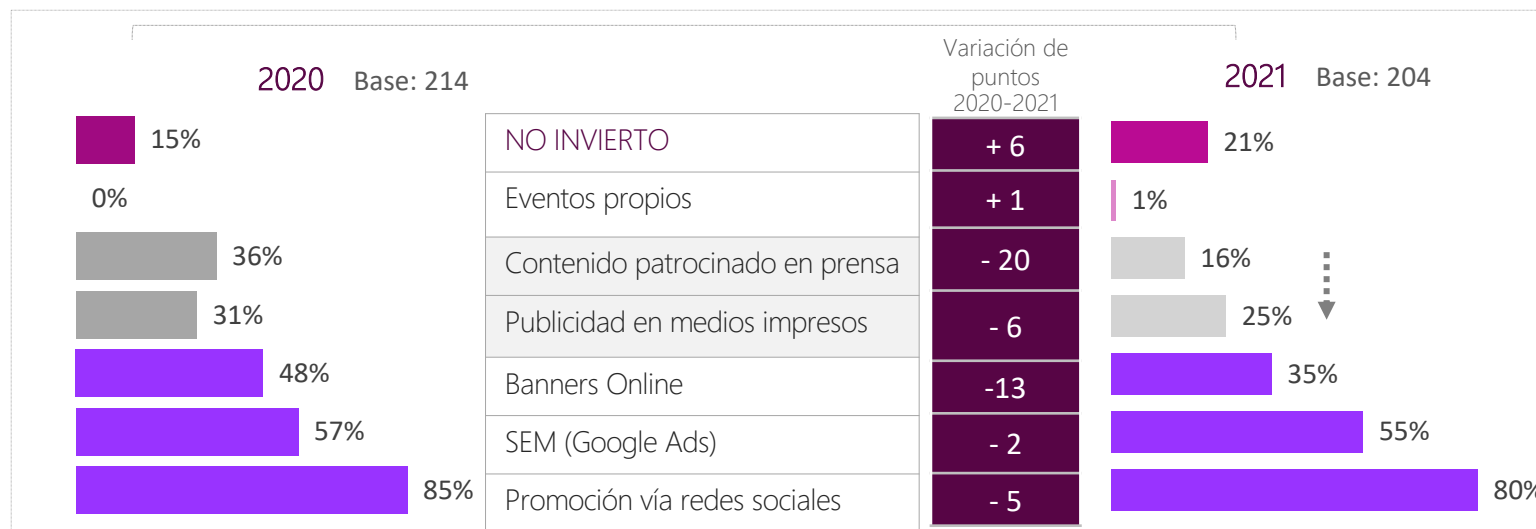 2020 Base: 214
Variación de
puntos
2020-2021
2021 Base: 204
15% NO INVIERTO + 6 21%
0% Eventos propios + 1 1%
36% Contenido patrocinado en prensa - 20 16%
31% Publicidad en medios impresos - 6 25%
48% Banners Online -13 35%
57% SEM (Google Ads) - 2 55%
85% Promoción vía redes sociales - 5 80%